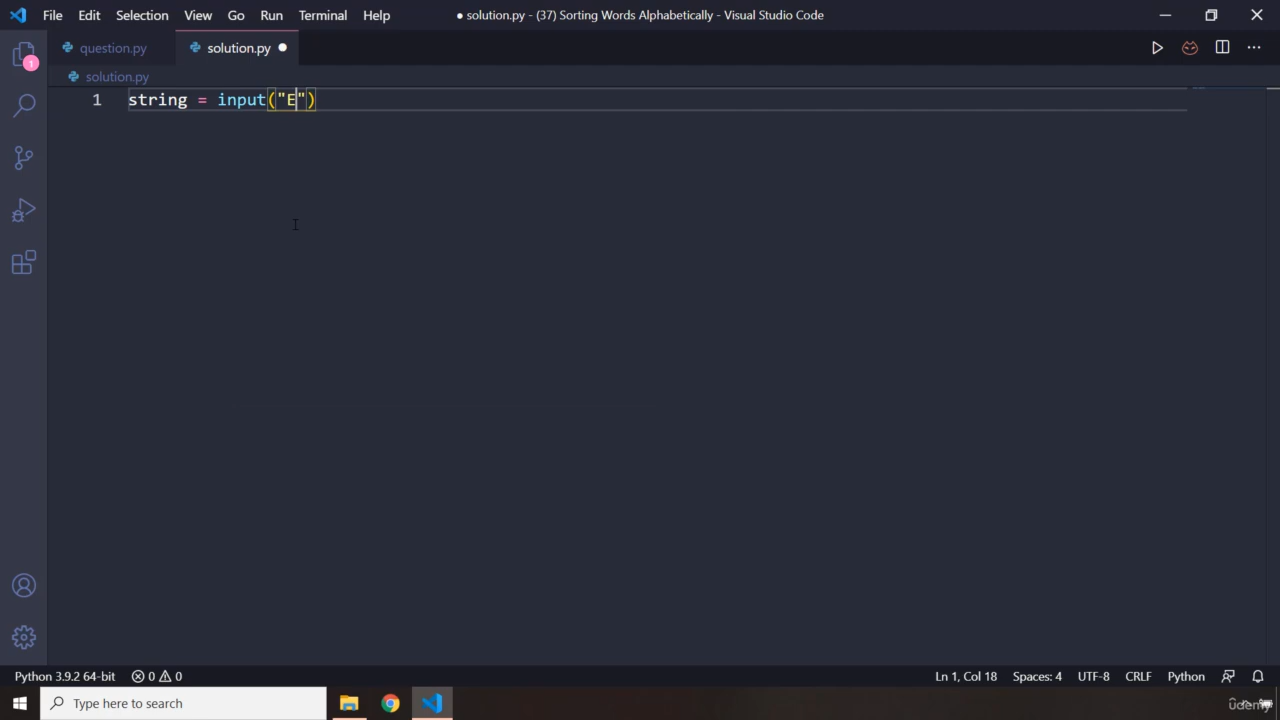 File Edit Selection View Go Run Terminal Help ● solution.py - (37) Sorting Words Alphabetically - Visual Studio Code
question.py solution.py ●
solution.py
1 string = input("E")
1
Python 3.9.2 64-bit 0 0 Ln 1, Col 18 Spaces: 4 UTF-8 CRLF Python
Type here to search
Udemy